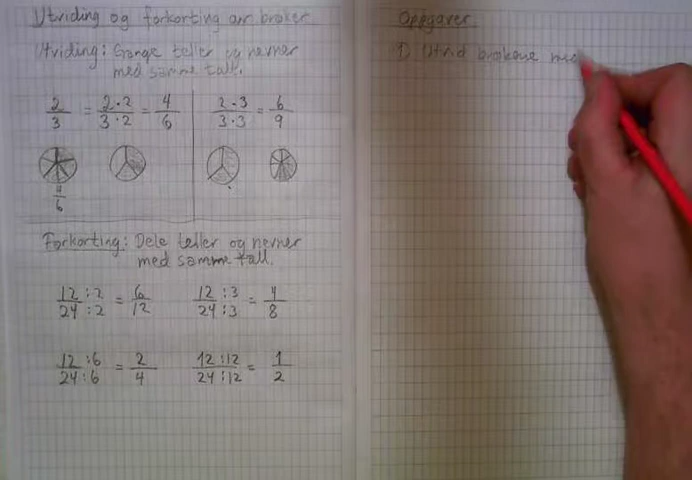 Utviding og forkorting av brøker
Utviding: Gange teller og nevner
med samme tall.
2/3 = 2·2/3·2 = 4/6
2·3/3·3 = 6/9
4/6
Forkorting: Dele teller og nevner
med samme tall.
12:2/24:2 = 6/12
12:3/24:3 = 4/8
12:6/24:6 = 2/4
12:12/24:12 = 1/2
Oppgaver
1) Utvid brøkene me